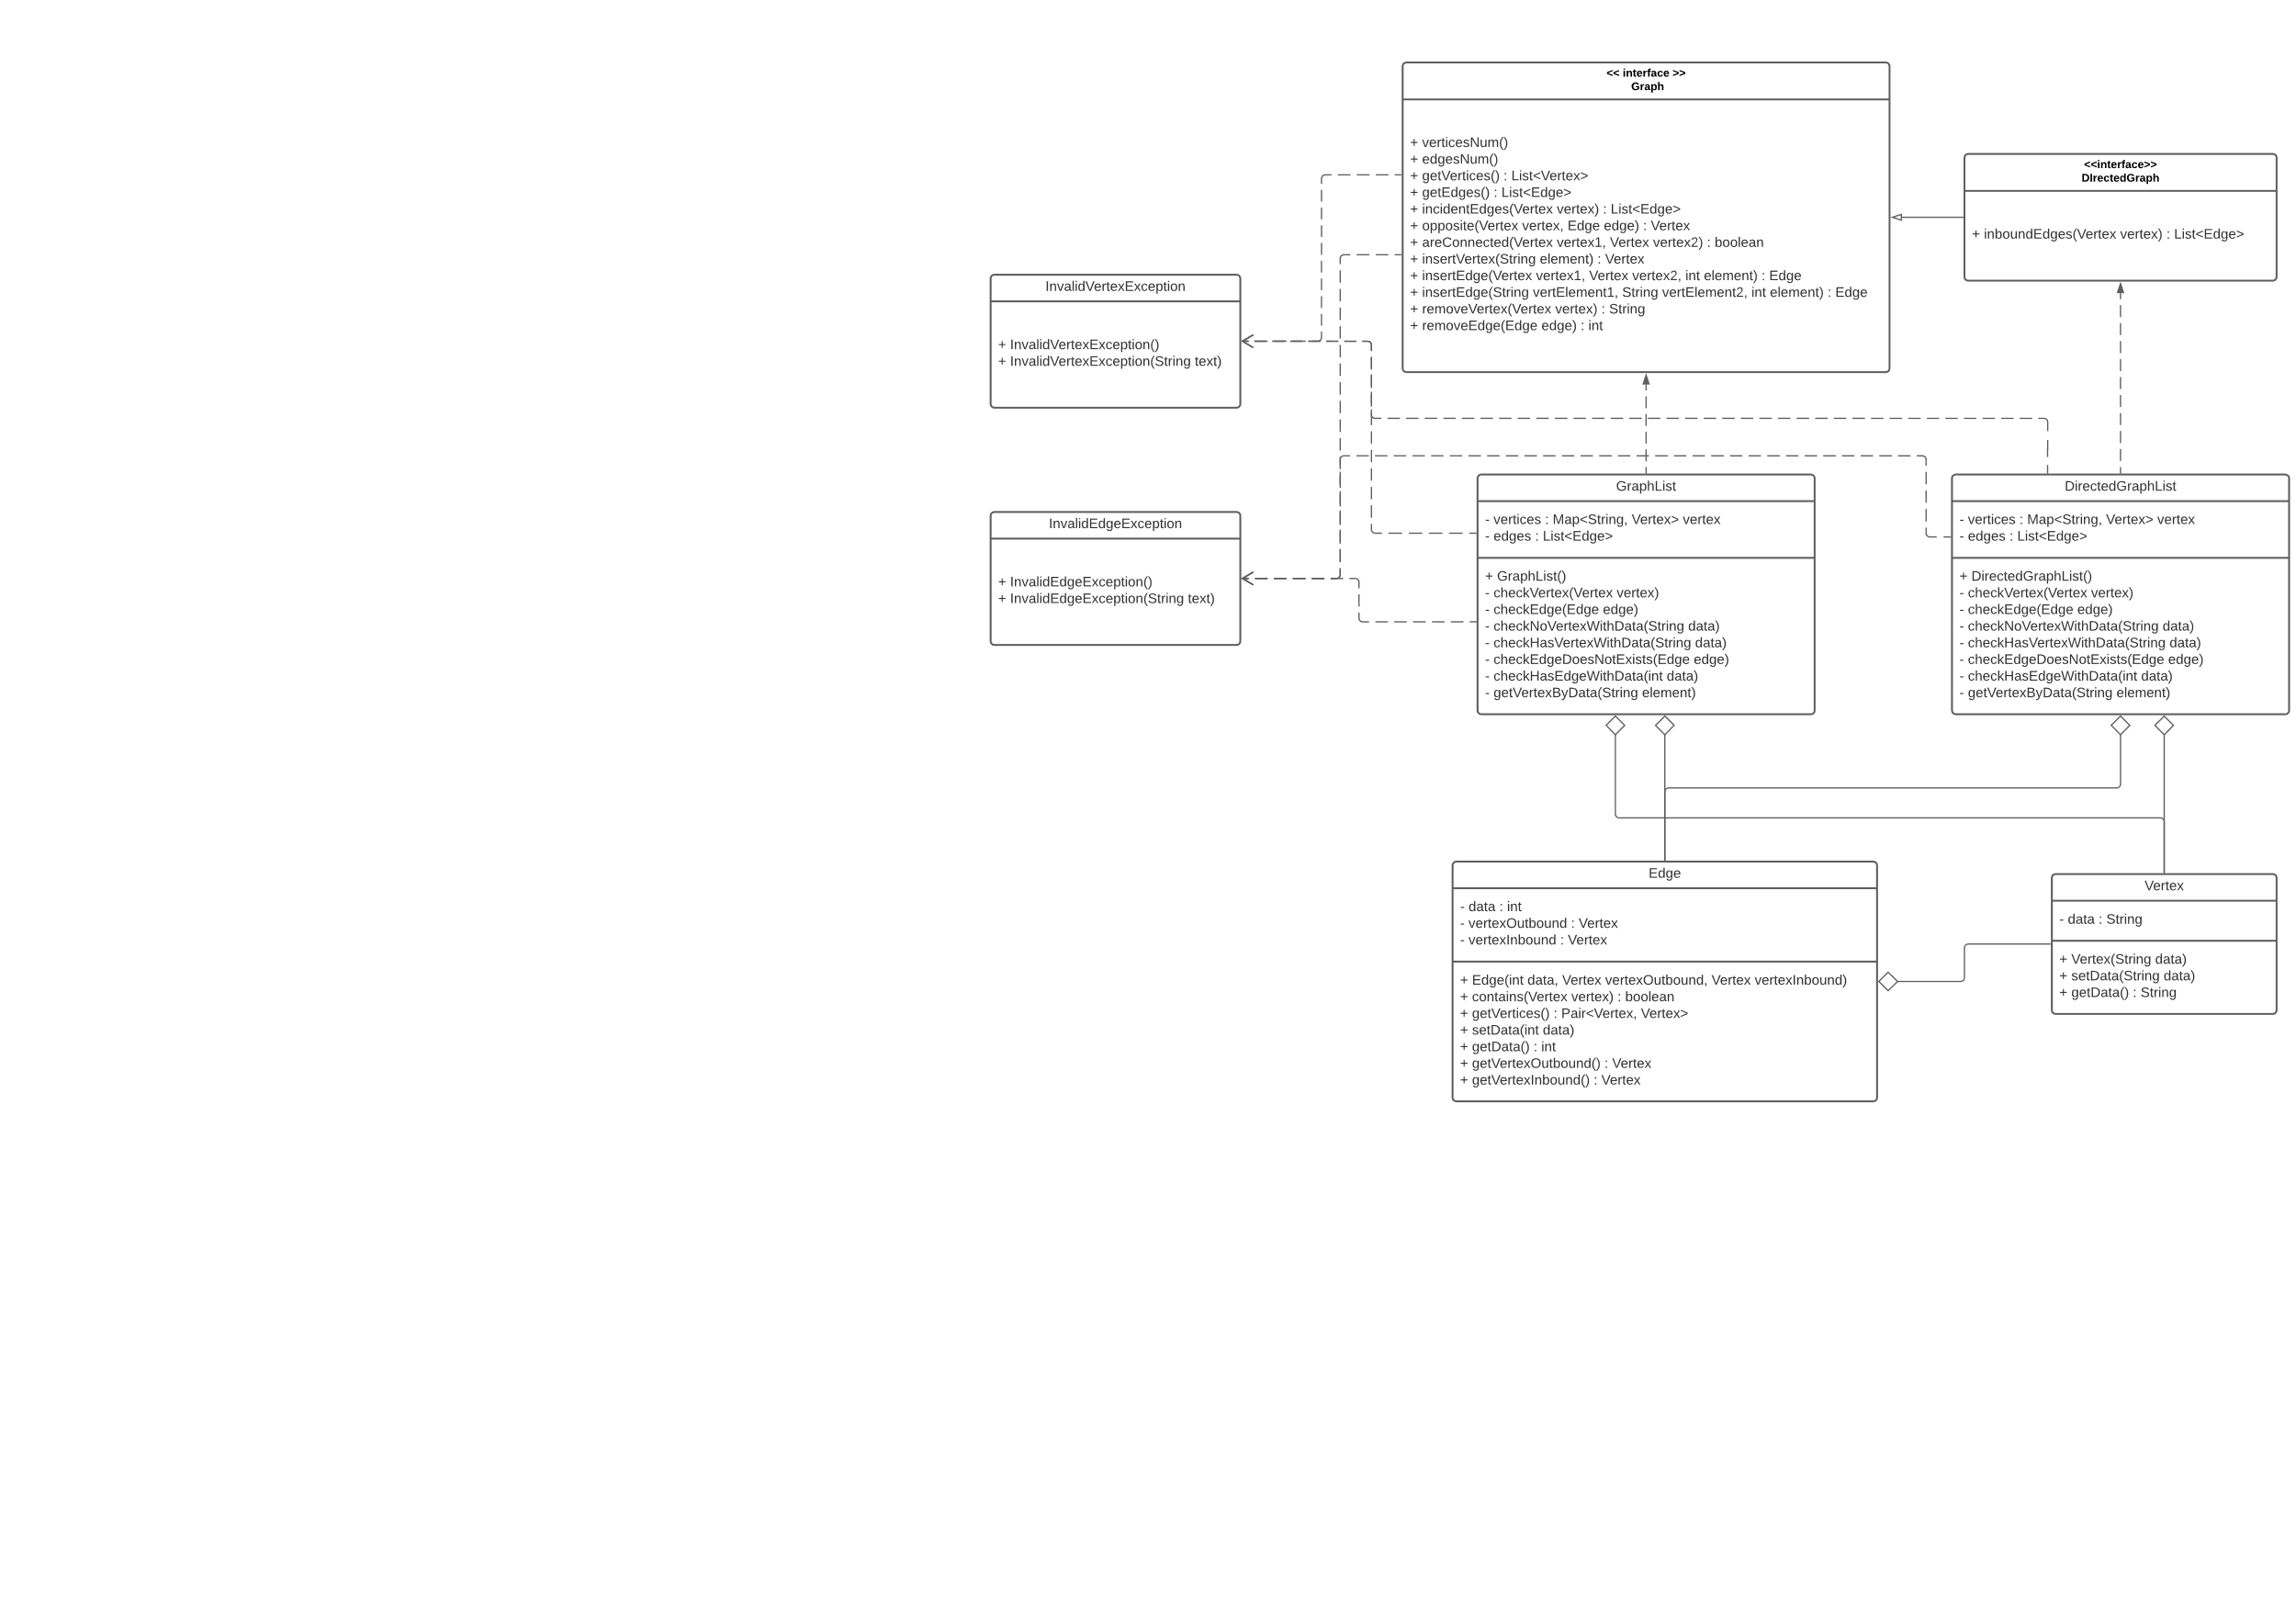 << interface >>
Graph
+ verticesNum()
+ edgesNum()
+ getVertices() : List<Vertex>
+ getEdges() : List<Edge>
+ incidentEdges(Vertex vertex) : List<Edge>
+ opposite(Vertex vertex, Edge edge) : Vertex
+ areConnected(Vertex vertex1, Vertex vertex2) : boolean
+ insertVertex(String element) : Vertex
+ insertEdge(Vertex vertex1, Vertex vertex2, int element) : Edge
+ insertEdge(String vertElement1, String vertElement2, int element) : Edge
+ removeVertex(Vertex vertex) : String
+ removeEdge(Edge edge) : int
<<interface>>
DIrectedGraph
+ inboundEdges(Vertex vertex) : List<Edge>
InvalidVertexException
+ InvalidVertexException()
+ InvalidVertexException(String text)
InvalidEdgeException
+ InvalidEdgeException()
+ InvalidEdgeException(String text)
GraphList
- vertices : Map<String, Vertex> vertex
- edges : List<Edge>
+ GraphList()
- checkVertex(Vertex vertex)
- checkEdge(Edge edge)
- checkNoVertexWithData(String data)
- checkHasVertexWithData(String data)
- checkEdgeDoesNotExists(Edge edge)
- checkHasEdgeWithData(int data)
- getVertexByData(String element)
DirectedGraphList
- vertices : Map<String, Vertex> vertex
- edges : List<Edge>
+ DirectedGraphList()
- checkVertex(Vertex vertex)
- checkEdge(Edge edge)
- checkNoVertexWithData(String data)
- checkHasVertexWithData(String data)
- checkEdgeDoesNotExists(Edge edge)
- checkHasEdgeWithData(int data)
- getVertexByData(String element)
Edge
- data : int
- vertexOutbound : Vertex
- vertexInbound : Vertex
+ Edge(int data, Vertex vertexOutbound, Vertex vertexInbound)
+ contains(Vertex vertex) : boolean
+ getVertices() : Pair<Vertex, Vertex>
+ setData(int data)
+ getData() : int
+ getVertexOutbound() : Vertex
+ getVertexInbound() : Vertex
Vertex
- data : String
+ Vertex(String data)
+ setData(String data)
+ getData() : String